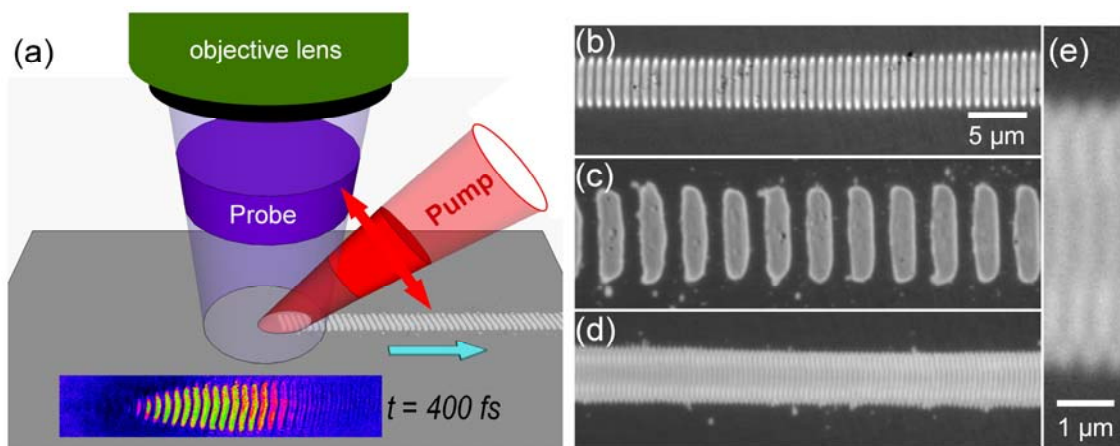 (a)
objective lens
Probe
Pump
t = 400 fs
(b)
5 µm
(c)
(d)
(e)
1 µm